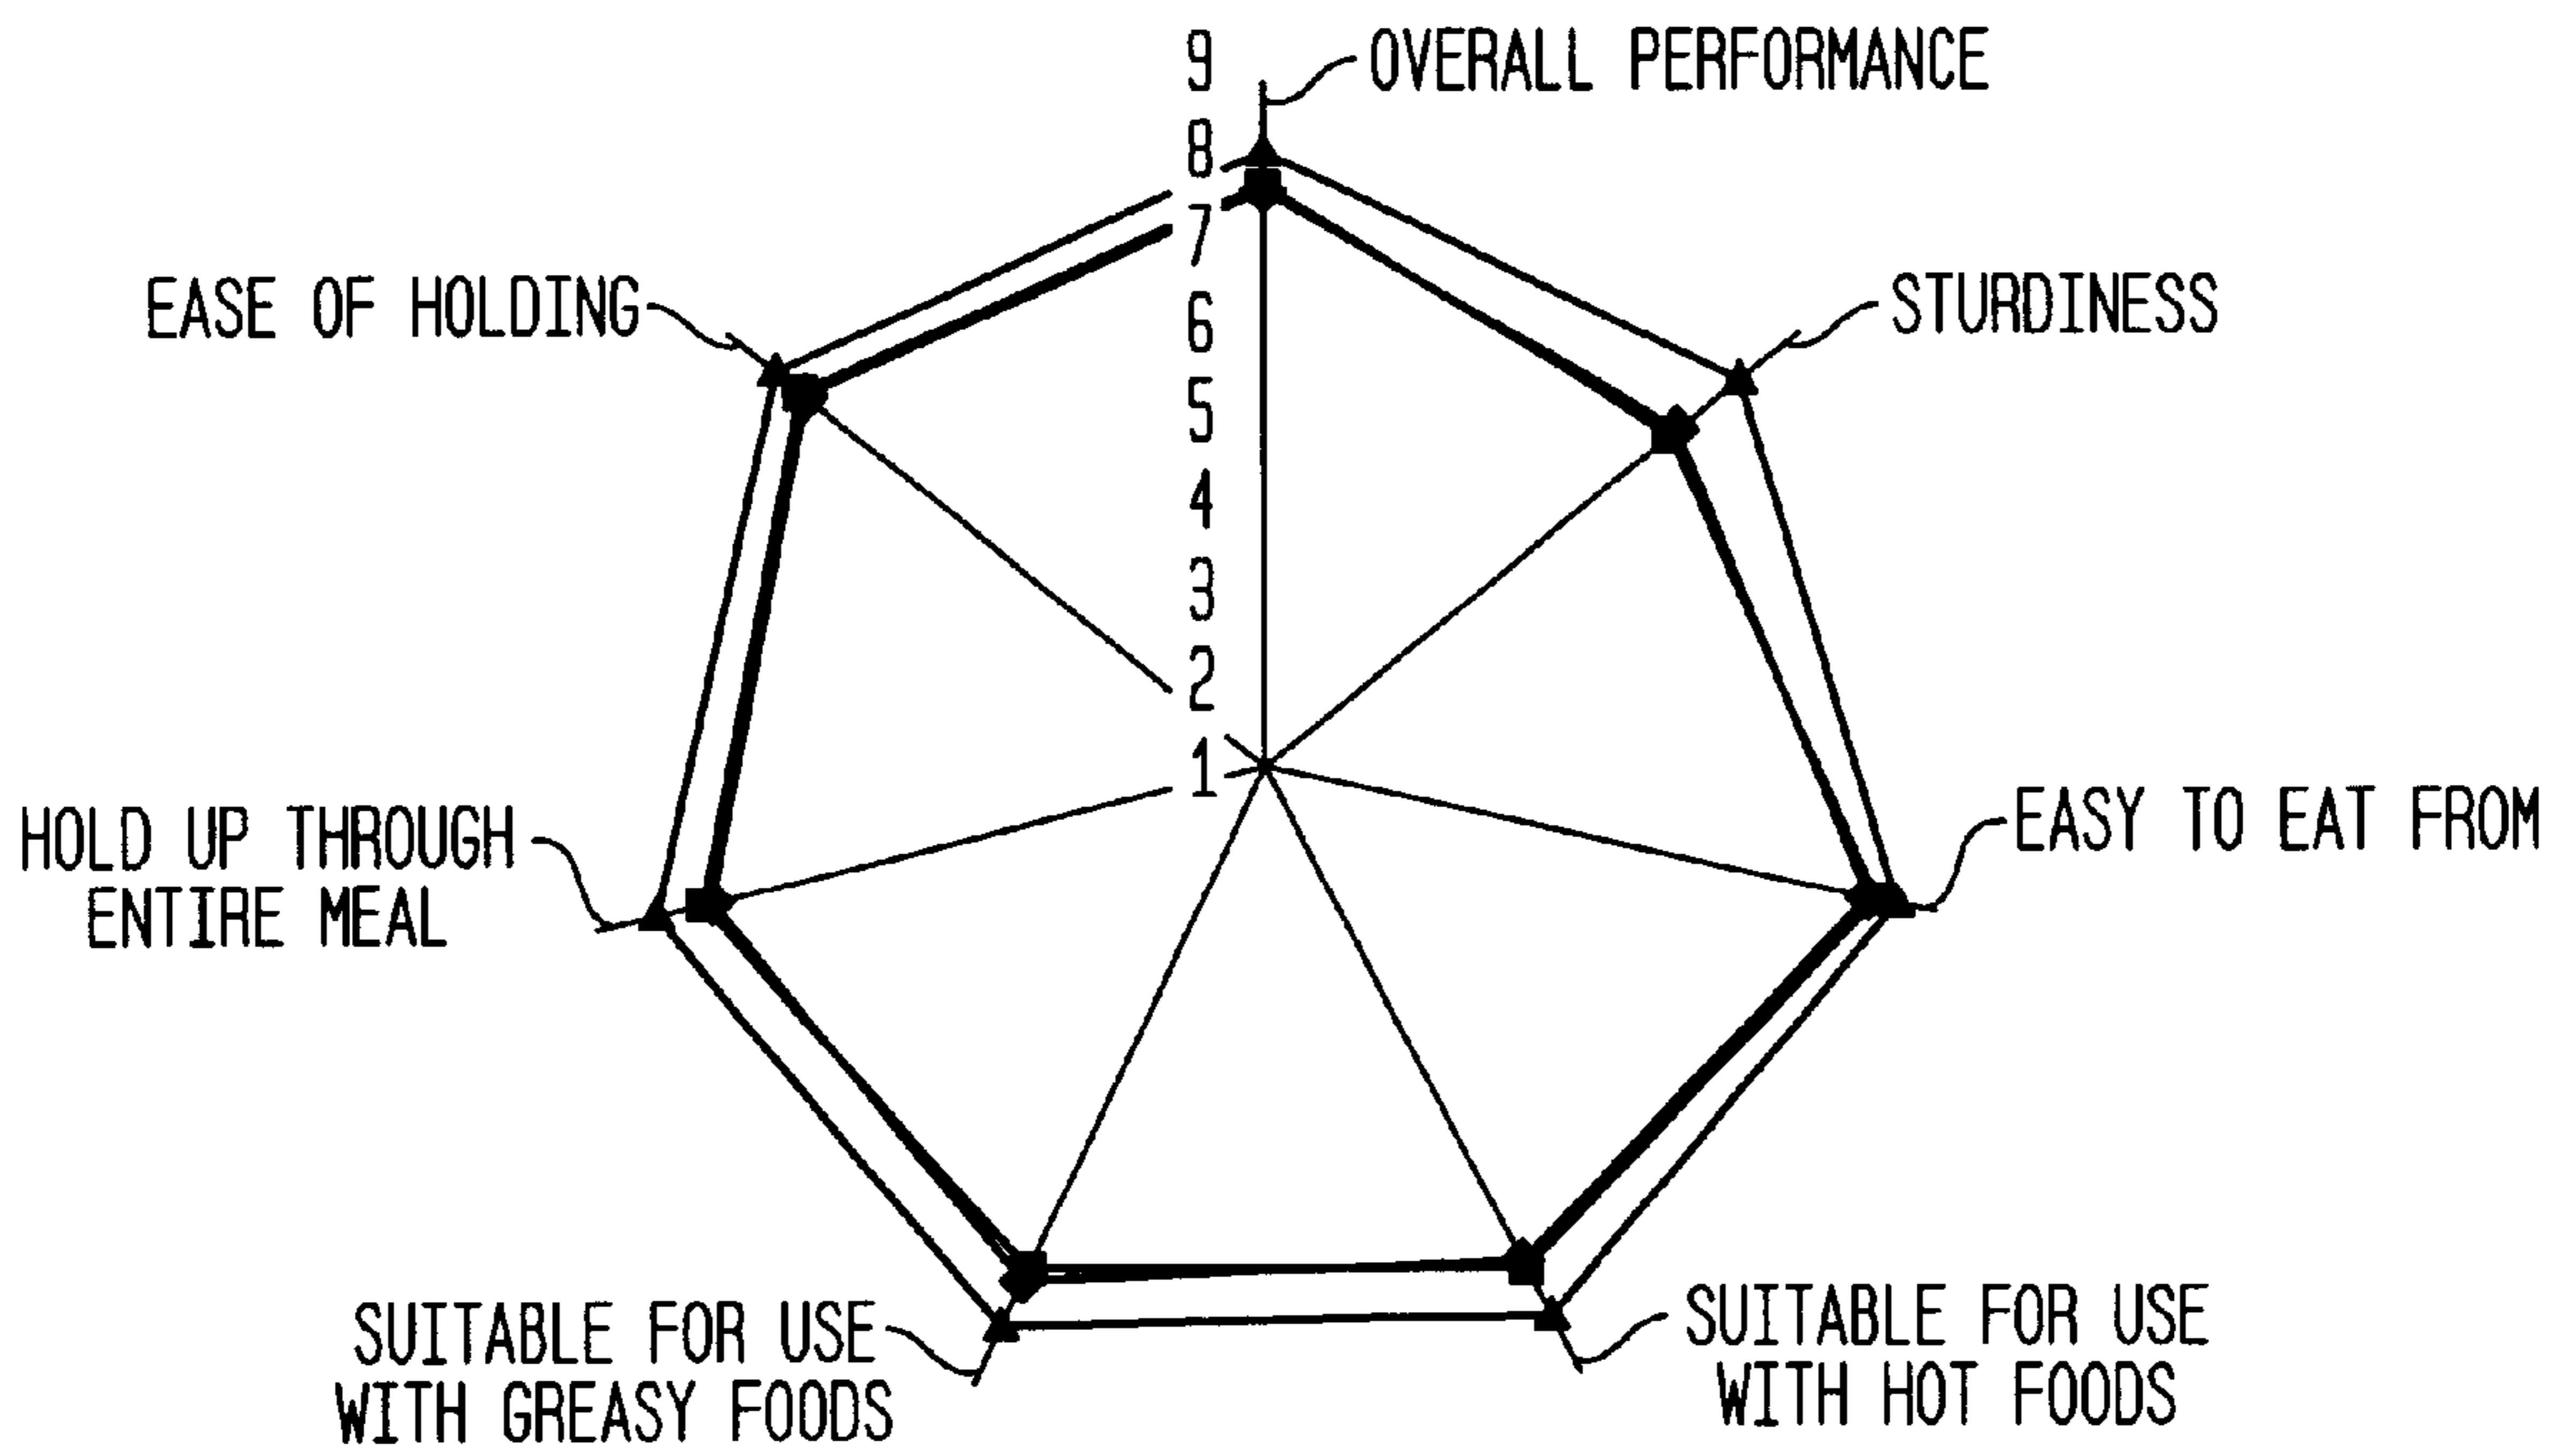 9
OVERALL PERFORMANCE
8
7
EASE OF HOLDING
STURDINESS
6
5
4
3
2
1
HOLD UP THROUGH
ENTIRE MEAL
EASY TO EAT FROM
SUITABLE FOR USE
WITH GREASY FOODS
SUITABLE FOR USE
WITH HOT FOODS